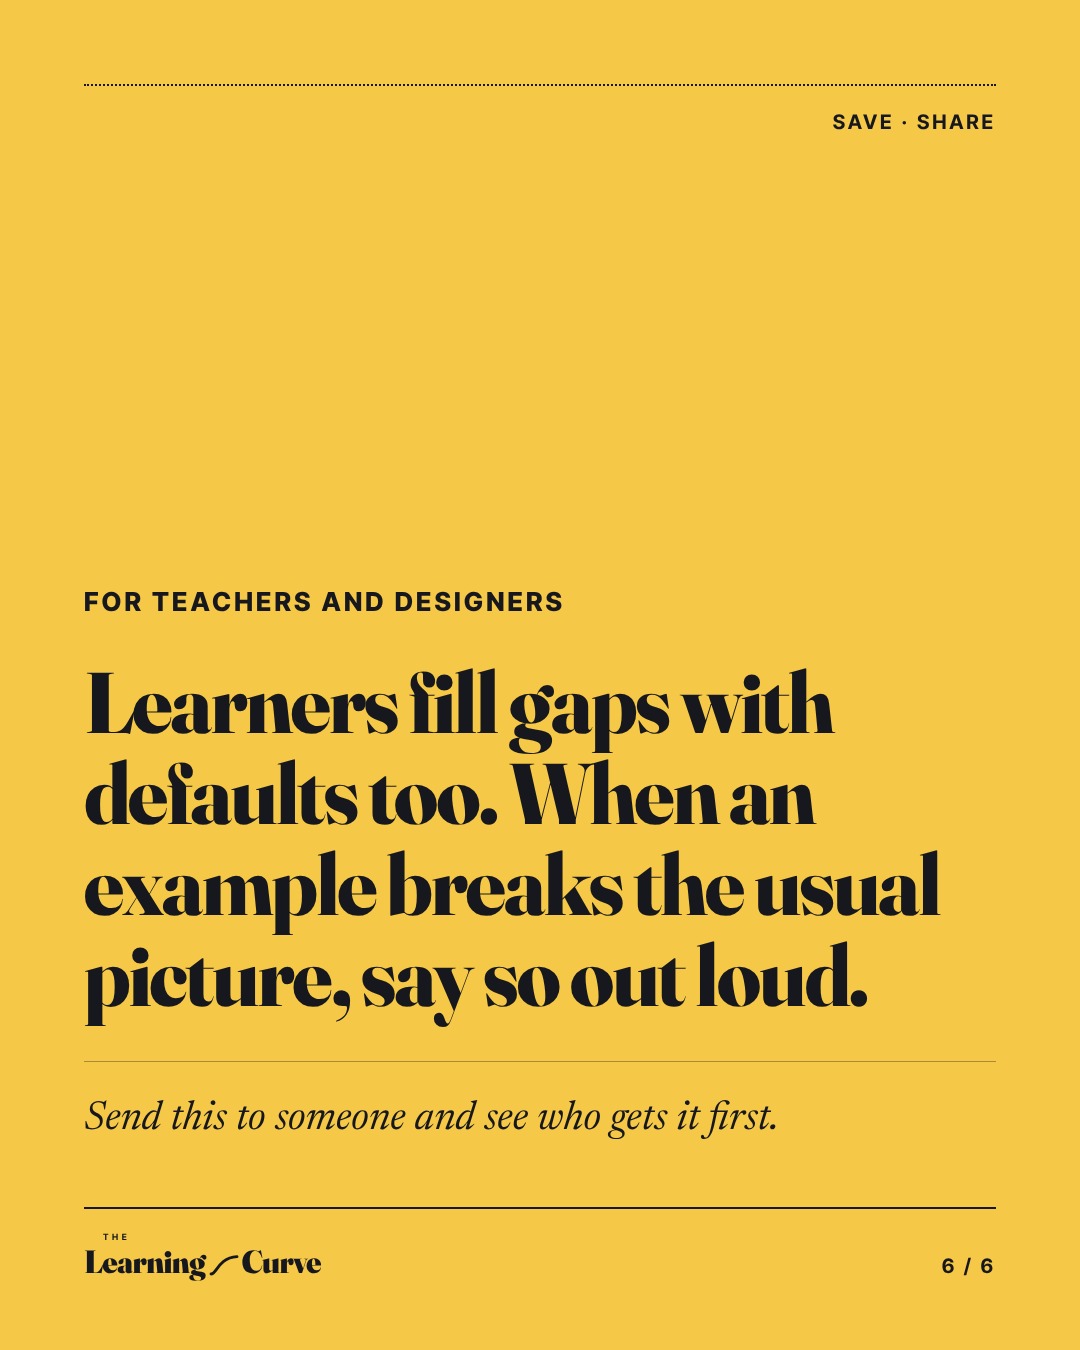 SAVE · SHARE
FOR TEACHERS AND DESIGNERS
Learners fill gaps with
defaults too. When an
example breaks the usual
picture, say so out loud.
Send this to someone and see who gets it first.
THE
Learning Curve
6 / 6